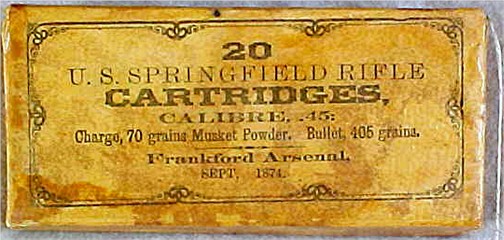 20
U. S. SPRINGFIELD RIFLE
CARTRIDGES,
CALIBRE, .45;
Charge, 70 grains Musket Powder. Bullet, 405 grains.
Frankford Arsenal,
SEPT, 1874.